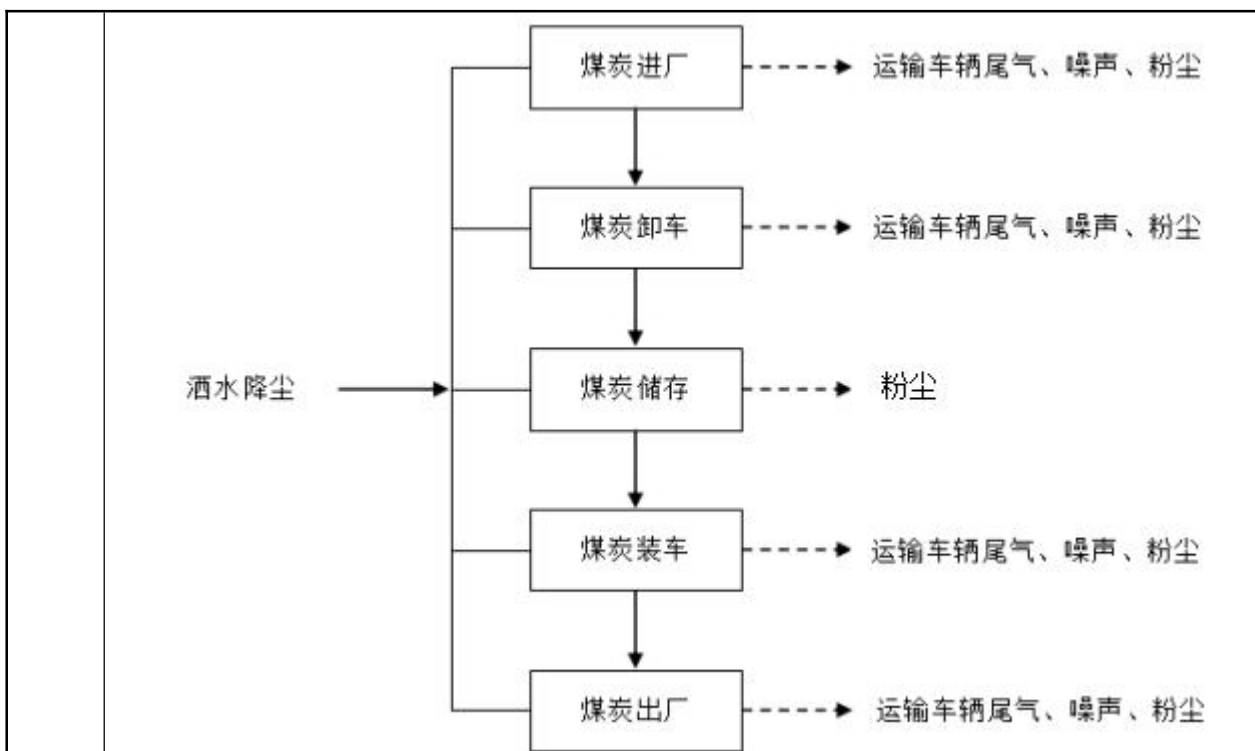 煤炭进厂
运输车辆尾气、噪声、粉尘
煤炭卸车
运输车辆尾气、噪声、粉尘
洒水降尘
煤炭储存
粉尘
煤炭装车
运输车辆尾气、噪声、粉尘
煤炭出厂
运输车辆尾气、噪声、粉尘